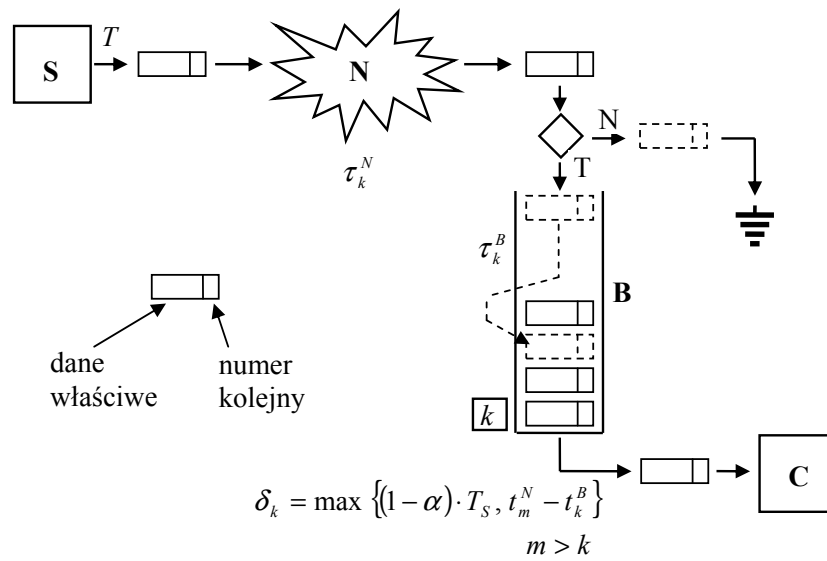 S
T
N
τ_k^N
N
T
τ_k^B
B
dane właściwe
numer kolejny
k
C
δ_k = max {(1 − α) · T_S , t_m^N − t_k^B}
m > k